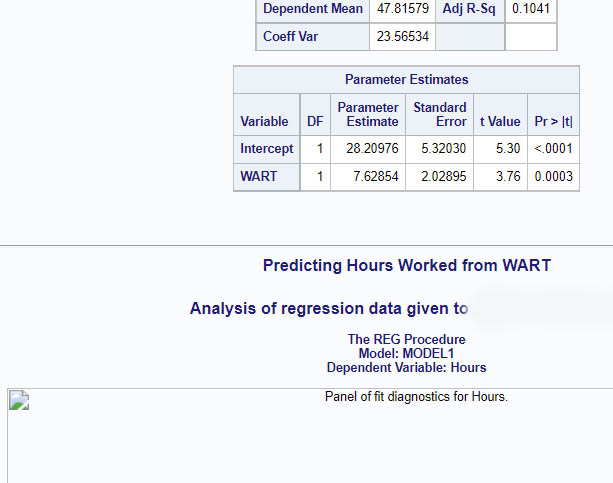 Dependent Mean 47.81579 Adj R-Sq 0.1041
Coeff Var 23.56534
Parameter Estimates
Variable DF Parameter Estimate Standard Error t Value Pr > |t|
Intercept 1 28.20976 5.32030 5.30 <.0001
WART 1 7.62854 2.02895 3.76 0.0003
Predicting Hours Worked from WART
Analysis of regression data given to
The REG Procedure
Model: MODEL1
Dependent Variable: Hours
Panel of fit diagnostics for Hours.